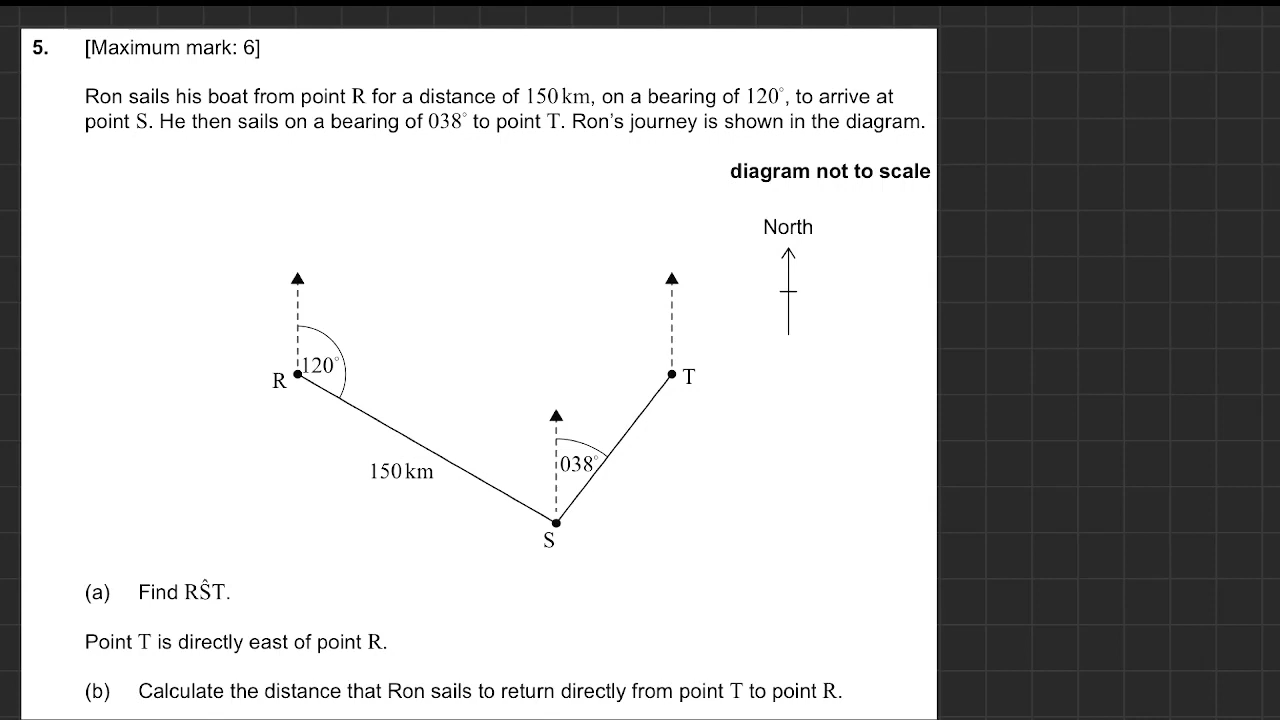 5. [Maximum mark: 6]
Ron sails his boat from point R for a distance of 150 km, on a bearing of 120°, to arrive at
point S. He then sails on a bearing of 038° to point T. Ron’s journey is shown in the diagram.
diagram not to scale
North
120°
R
T
038°
150 km
S
(a) Find RŜT.
Point T is directly east of point R.
(b) Calculate the distance that Ron sails to return directly from point T to point R.